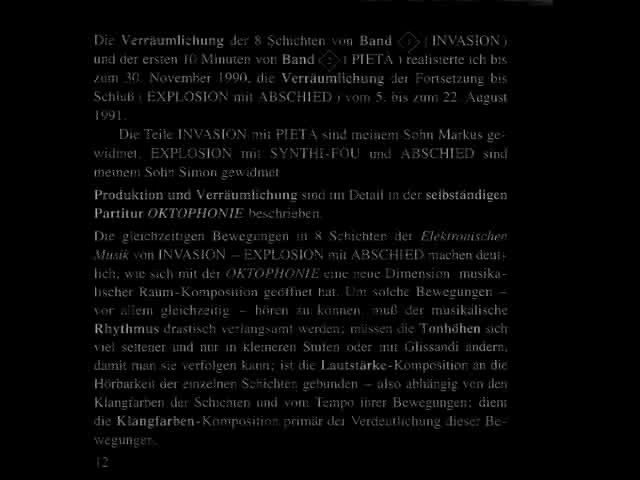 Die Verräumlichung der 8 Schichten von Band ⟨1⟩ ( INVASION )
und der ersten 10 Minuten von Band ⟨2⟩ ( PIETÀ ) realisierte ich bis
zum 30. November 1990, die Verräumlichung der Fortsetzung bis
Schluß ( EXPLOSION mit ABSCHIED ) vom 5. bis zum 22. August
1991.
Die Teile INVASION mit PIETÀ sind meinem Sohn Markus ge-
widmet, EXPLOSION mit SYNTHI-FOU und ABSCHIED sind
meinem Sohn Simon gewidmet.
Produktion und Verräumlichung sind im Detail in der selbständigen
Partitur OKTOPHONIE beschrieben.
Die gleichzeitigen Bewegungen in 8 Schichten der Elektronischen
Musik von INVASION – EXPLOSION mit ABSCHIED machen deut-
lich, wie sich mit der OKTOPHONIE eine neue Dimension musika-
lischer Raum-Komposition geöffnet hat. Um solche Bewegungen –
vor allem gleichzeitig – hören zu können, muß der musikalische
Rhythmus drastisch verlangsamt werden; müssen die Tonhöhen sich
viel seltener und nur in kleineren Stufen oder mit Glissandi ändern,
damit man sie verfolgen kann; ist die Lautstärke-Komposition an die
Hörbarkeit der einzelnen Schichten gebunden – also abhängig von den
Klangfarben der Schichten und vom Tempo ihrer Bewegungen; dient
die Klangfarben-Komposition primär der Verdeutlichung dieser Be-
wegungen.
12